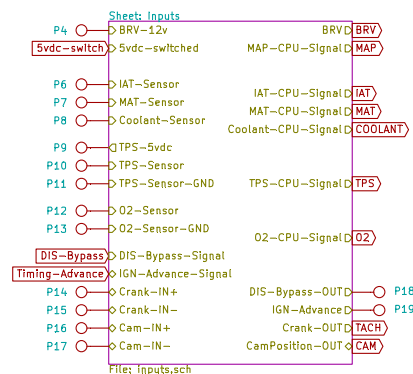 Sheet: inputs
P4 BRV-12v BRV BRV
5vdc-switch 5vdc-switched MAP-CPU-Signal MAP
P6 IAT-Sensor IAT-CPU-Signal IAT
P7 MAT-Sensor MAT-CPU-Signal MAT
P8 Coolant-Sensor Coolant-CPU-Signal COOLANT
P9 TPS-5vdc
P10 TPS-Sensor
P11 TPS-Sensor-GND TPS-CPU-Signal TPS
P12 O2-Sensor
P13 O2-Sensor-GND
O2-CPU-Signal O2
DIS-Bypass DIS-Bypass-Signal
Timing-Advance IGN-Advance-Signal
P14 Crank-IN+ DIS-Bypass-OUT P18
P15 Crank-IN- IGN-Advance P19
P16 Cam-IN+ Crank-OUT TACH
P17 Cam-IN- CamPosition-OUT CAM
File: inputs.sch